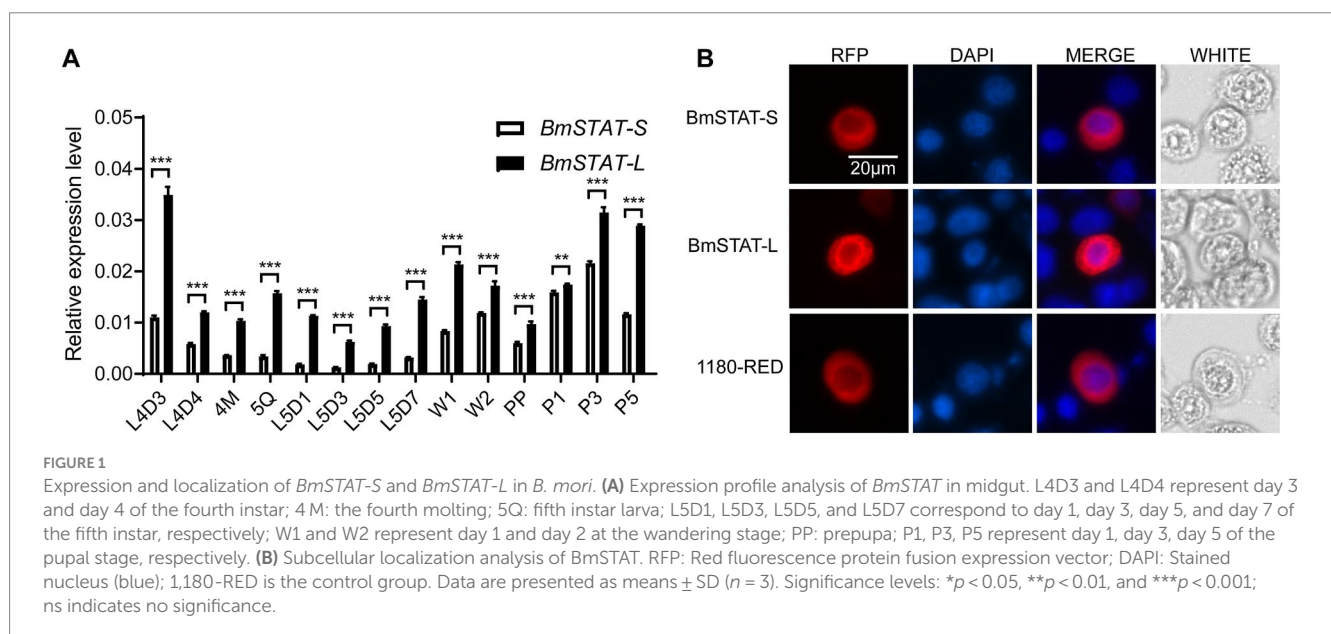 A
Relative expression level
0.05
0.04
0.03
0.02
0.01
0.00
BmSTAT-S
BmSTAT-L
***
***
***
***
***
***
***
***
***
***
***
**
***
***
L4D3
L4D4
4M
5Q
L5D1
L5D3
L5D5
L5D7
W1
W2
PP
P1
P3
P5
B
RFP DAPI MERGE WHITE
BmSTAT-S
20μm
BmSTAT-L
1180-RED
FIGURE 1
Expression and localization of BmSTAT-S and BmSTAT-L in B. mori. (A) Expression profile analysis of BmSTAT in midgut. L4D3 and L4D4 represent day 3
and day 4 of the fourth instar; 4 M: the fourth molting; 5Q: fifth instar larva; L5D1, L5D3, L5D5, and L5D7 correspond to day 1, day 3, day 5, and day 7 of
the fifth instar, respectively; W1 and W2 represent day 1 and day 2 at the wandering stage; PP: prepupa; P1, P3, P5 represent day 1, day 3, day 5 of the
pupal stage, respectively. (B) Subcellular localization analysis of BmSTAT. RFP: Red fluorescence protein fusion expression vector; DAPI: Stained
nucleus (blue); 1,180-RED is the control group. Data are presented as means ± SD (n = 3). Significance levels: *p < 0.05, **p < 0.01, and ***p < 0.001;
ns indicates no significance.